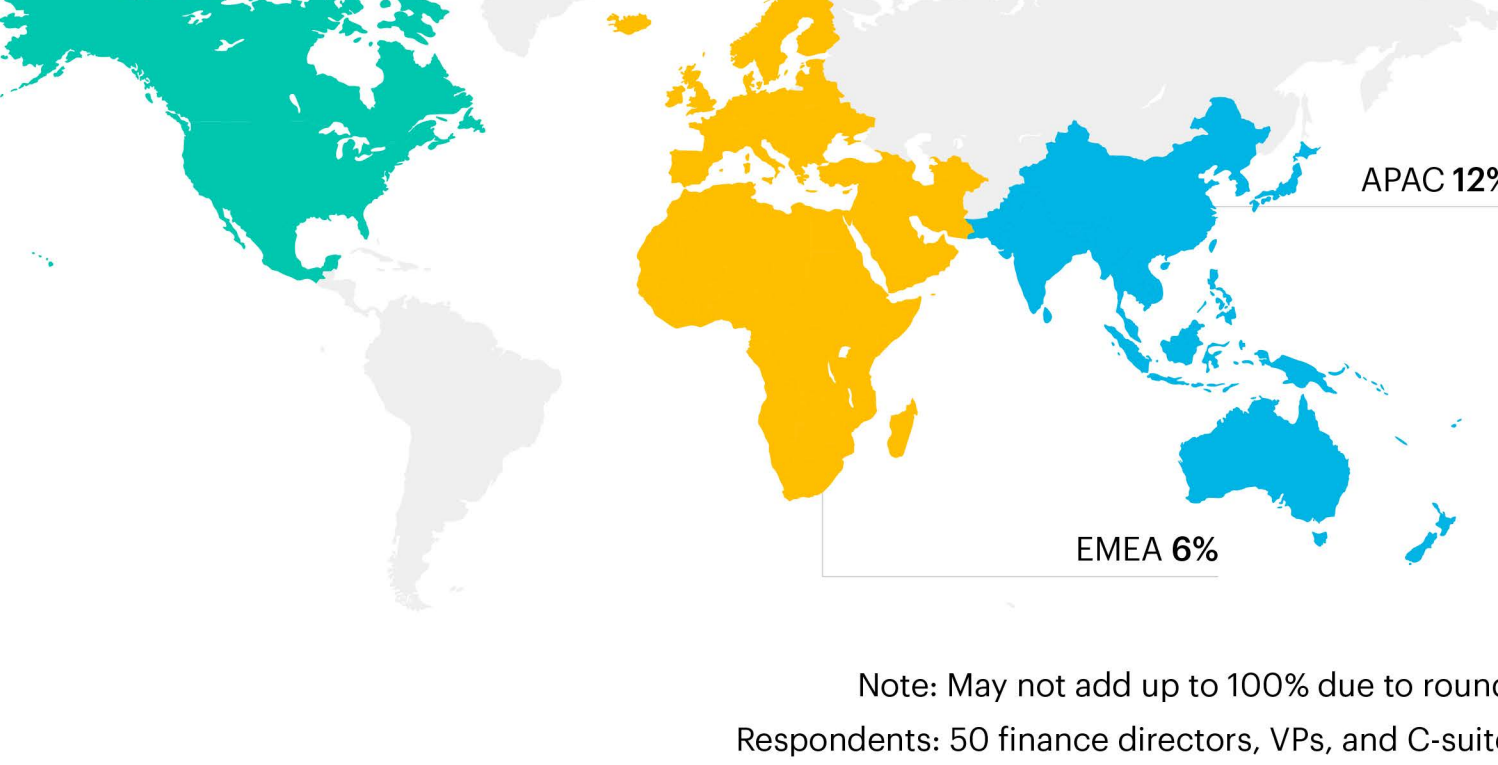 APAC 12%
EMEA 6%
Note: May not add up to 100% due to
Respondents: 50 finance directors, VPs, and